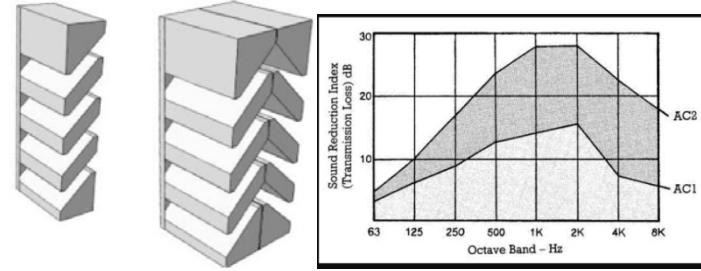 Sound Reduction Index
(Transmission Loss) dB
30
20
10
AC2
AC1
63 125 250 500 1K 2K 4K 8K
Octave Band – Hz